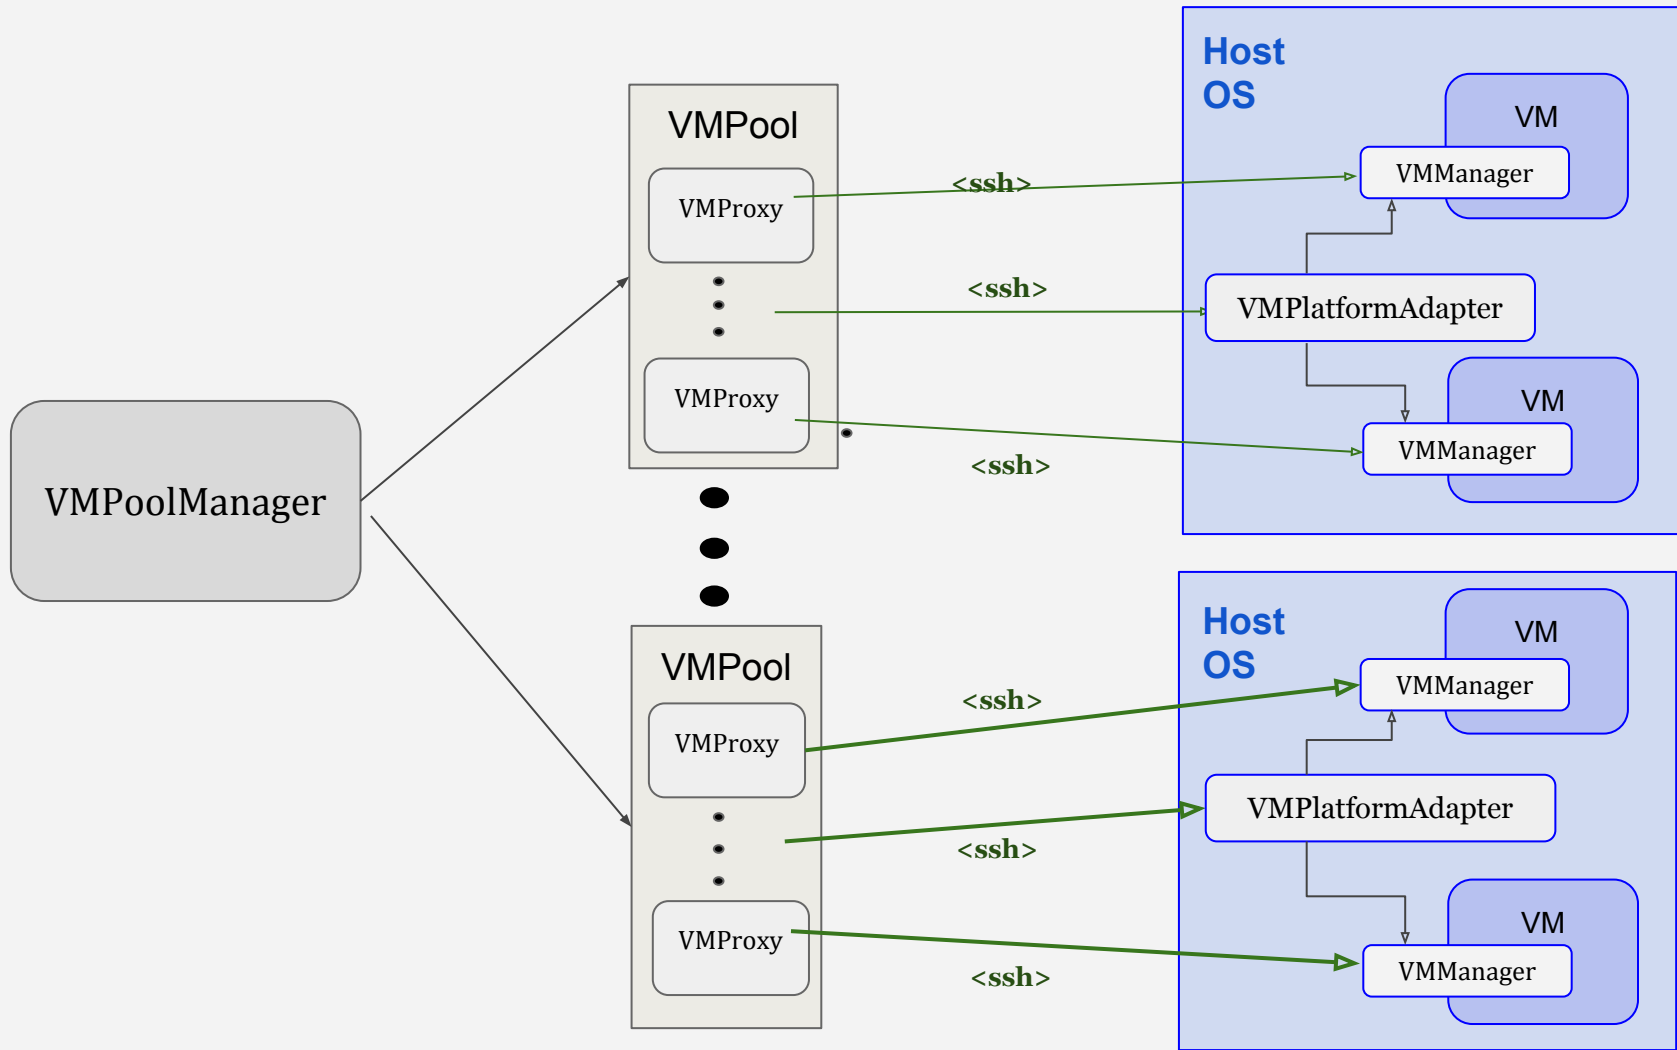 VMPoolManager
VMPool
VMProxy
VMProxy
<ssh>
<ssh>
<ssh>
Host
OS
VM
VMManager
VMPlatformAdapter
VM
VMManager
VMPool
VMProxy
VMProxy
<ssh>
<ssh>
<ssh>
Host
OS
VM
VMManager
VMPlatformAdapter
VM
VMManager